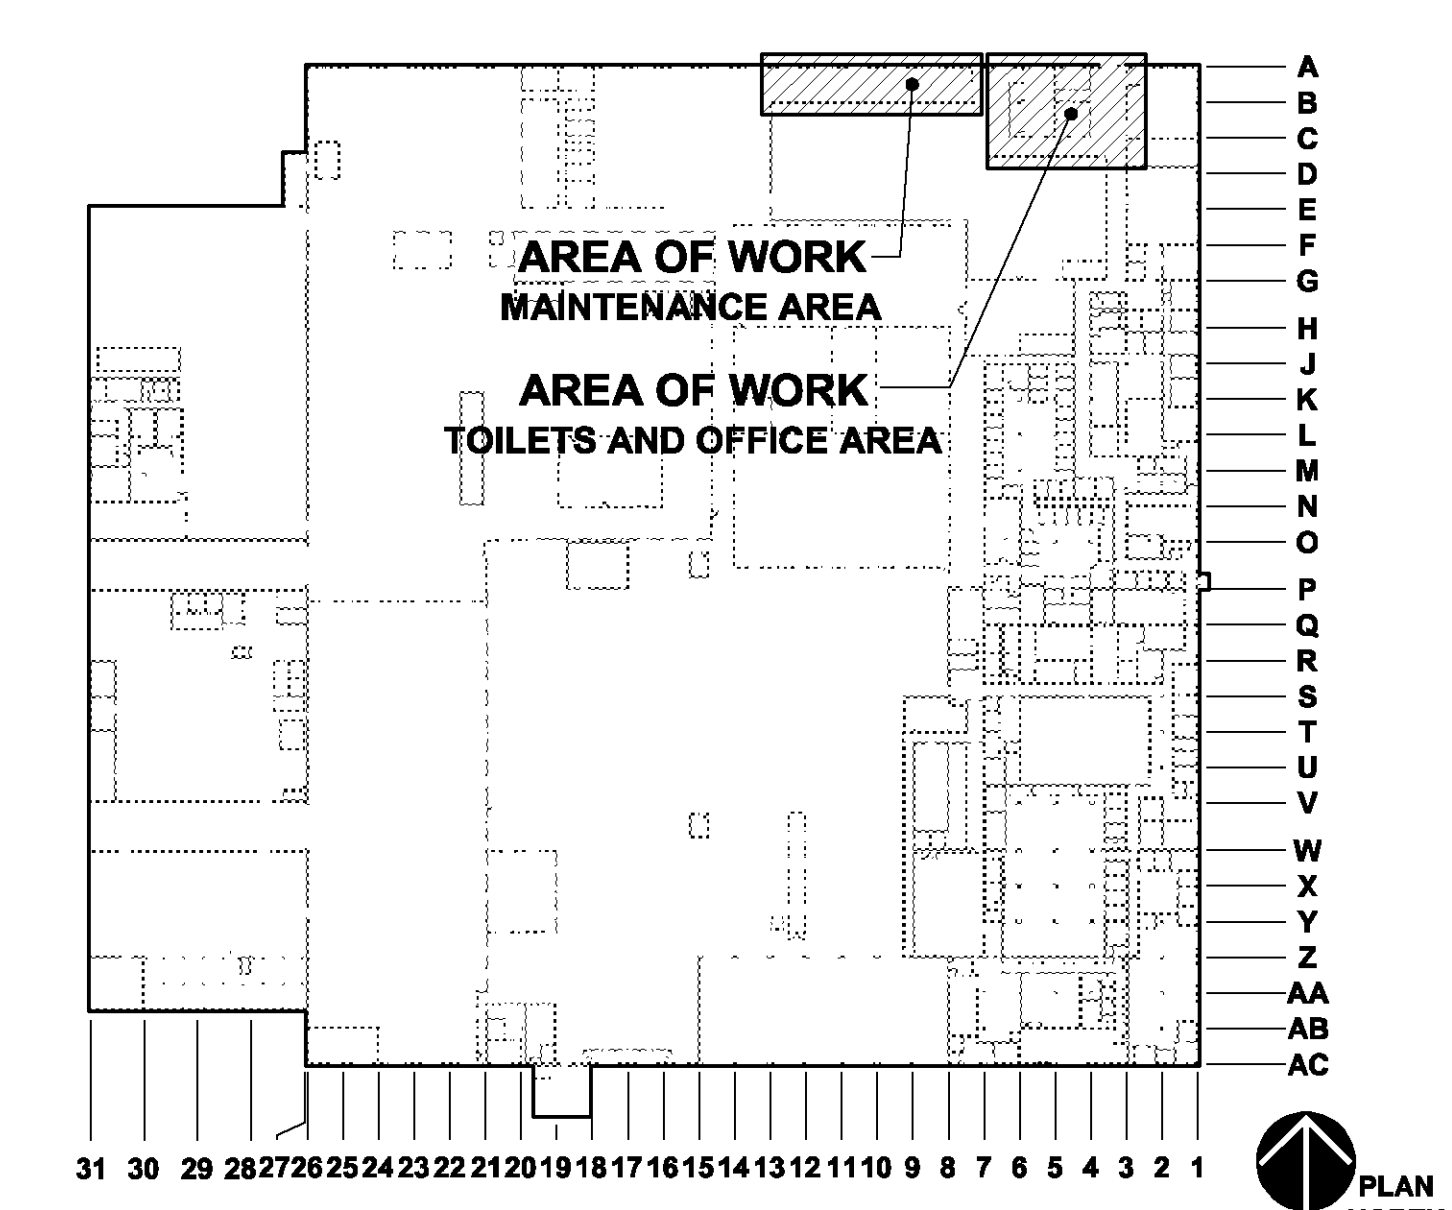 A
B
C
D
E
F
G
H
J
K
L
M
N
O
P
Q
R
S
T
U
V
W
X
Y
Z
AA
AB
AC
AREA OF WORK
MAINTENANCE AREA
AREA OF WORK
TOILETS AND OFFICE AREA
31 30 29 28 27 26 25 24 23 22 21 20 19 18 17 16 15 14 13 12 11 10 9 8 7 6 5 4 3 2 1
PLAN